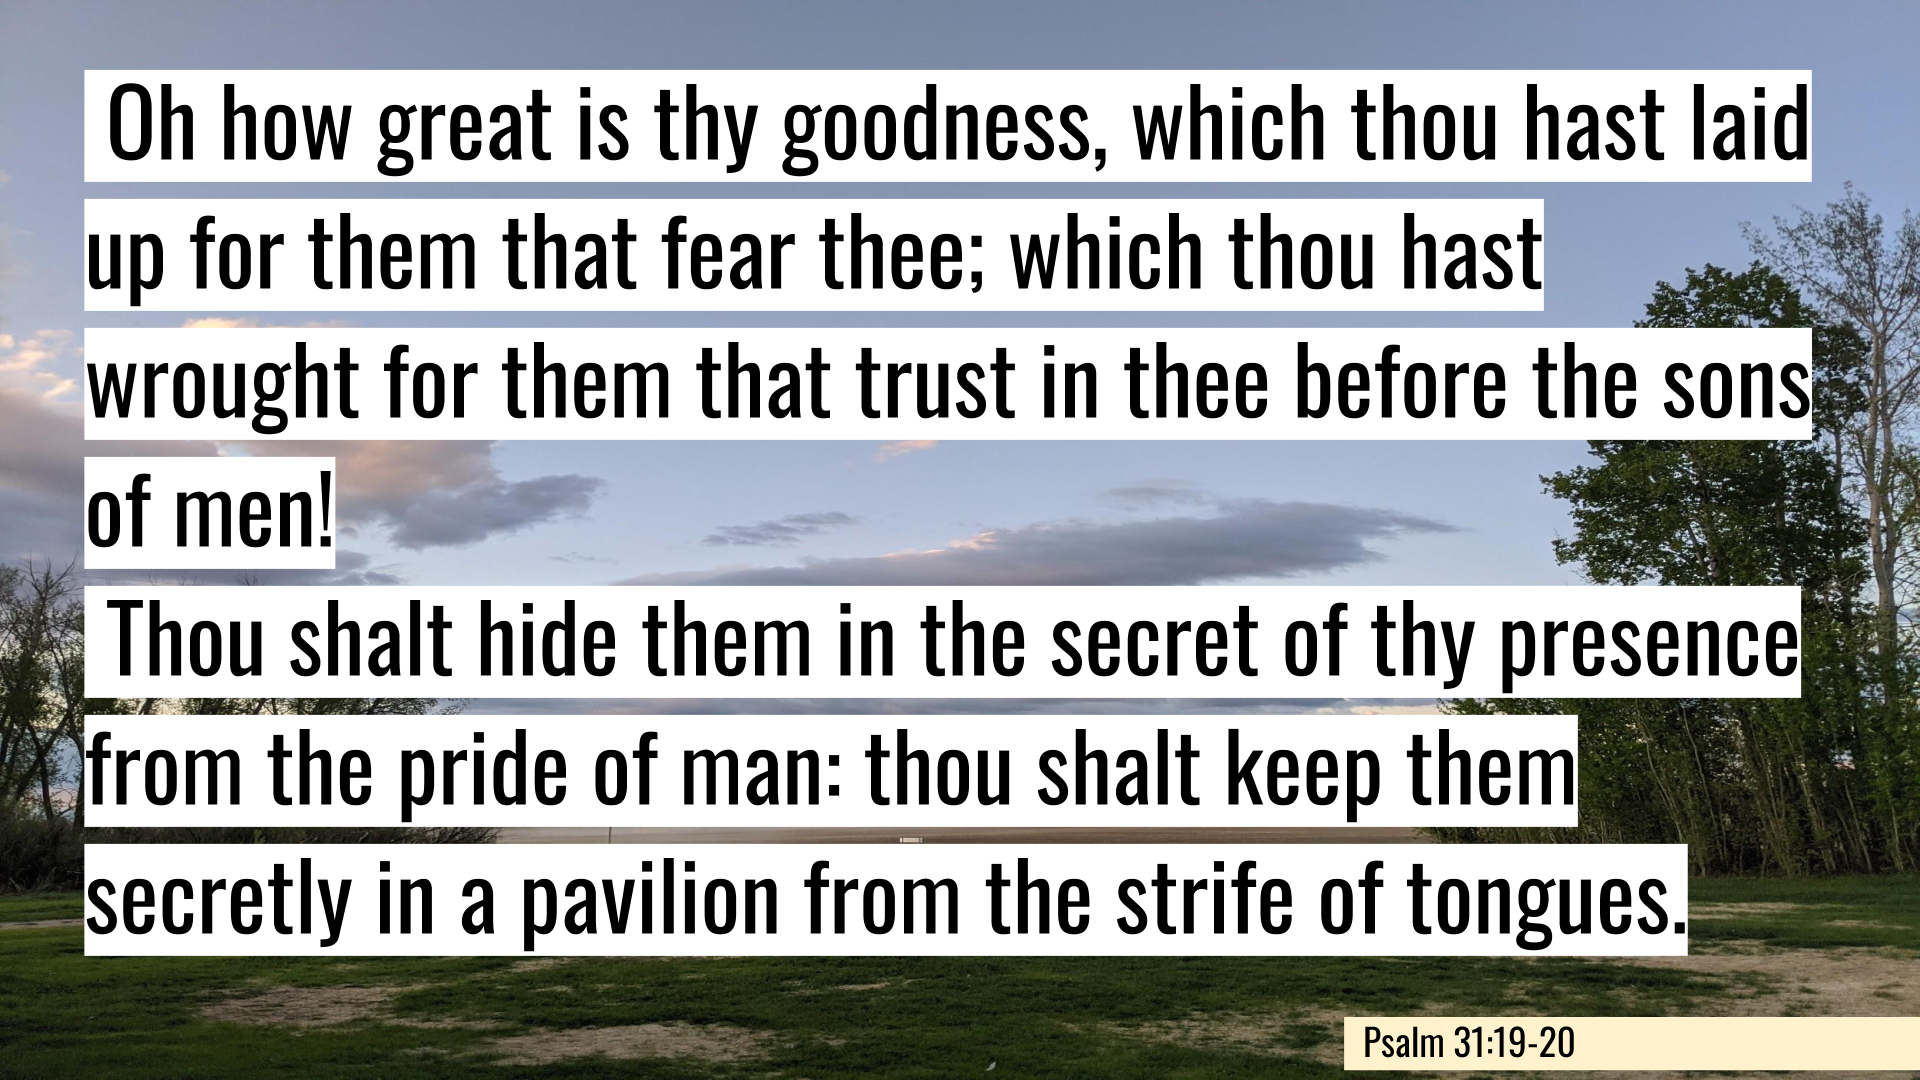 Oh how great is thy goodness, which thou hast laid
up for them that fear thee; which thou hast
wrought for them that trust in thee before the sons
of men!
Thou shalt hide them in the secret of thy presence
from the pride of man: thou shalt keep them
secretly in a pavilion from the strife of tongues.
Psalm 31:19-20